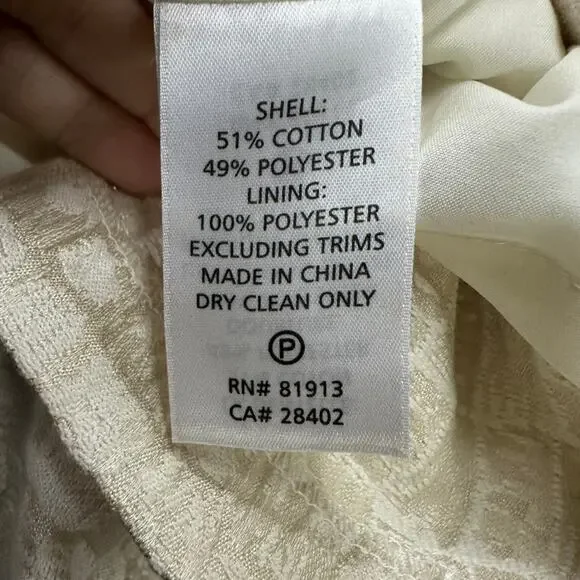 SHELL:
51% COTTON
49% POLYESTER
LINING:
100% POLYESTER
EXCLUDING TRIMS
MADE IN CHINA
DRY CLEAN ONLY
P
RN# 81913
CA# 28402